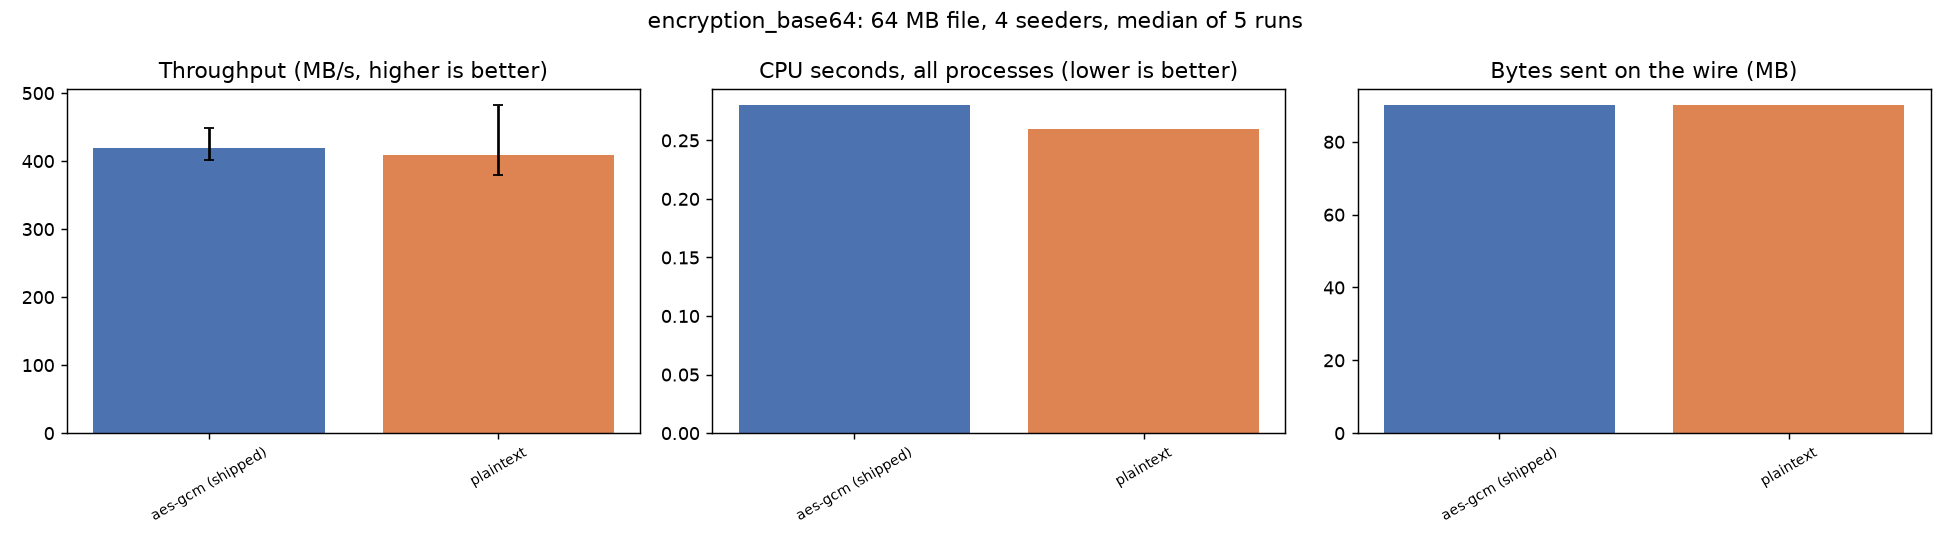 encryption_base64: 64 MB file, 4 seeders, median of 5 runs
Throughput (MB/s, higher is better)
500
400
300
200
100
0
aes-gcm (shipped)
plaintext
CPU seconds, all processes (lower is better)
0.25
0.20
0.15
0.10
0.05
0.00
aes-gcm (shipped)
plaintext
Bytes sent on the wire (MB)
80
60
40
20
0
aes-gcm (shipped)
plaintext